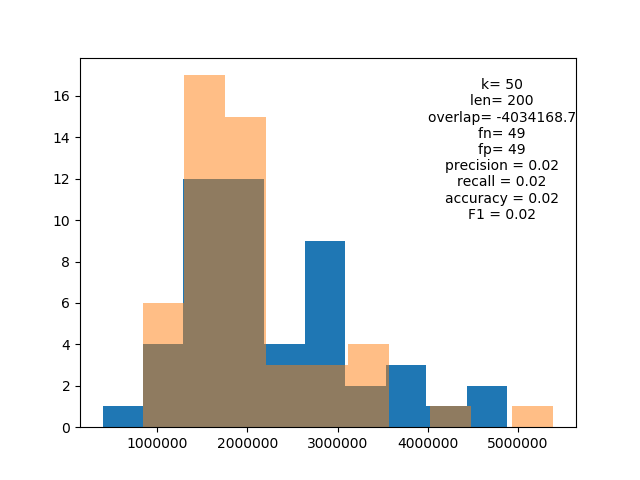 k= 50
len= 200
overlap= -4034168.7
fn= 49
fp= 49
precision = 0.02
recall = 0.02
accuracy = 0.02
F1 = 0.02
16
14
12
10
8
6
4
2
0
1000000 2000000 3000000 4000000 5000000